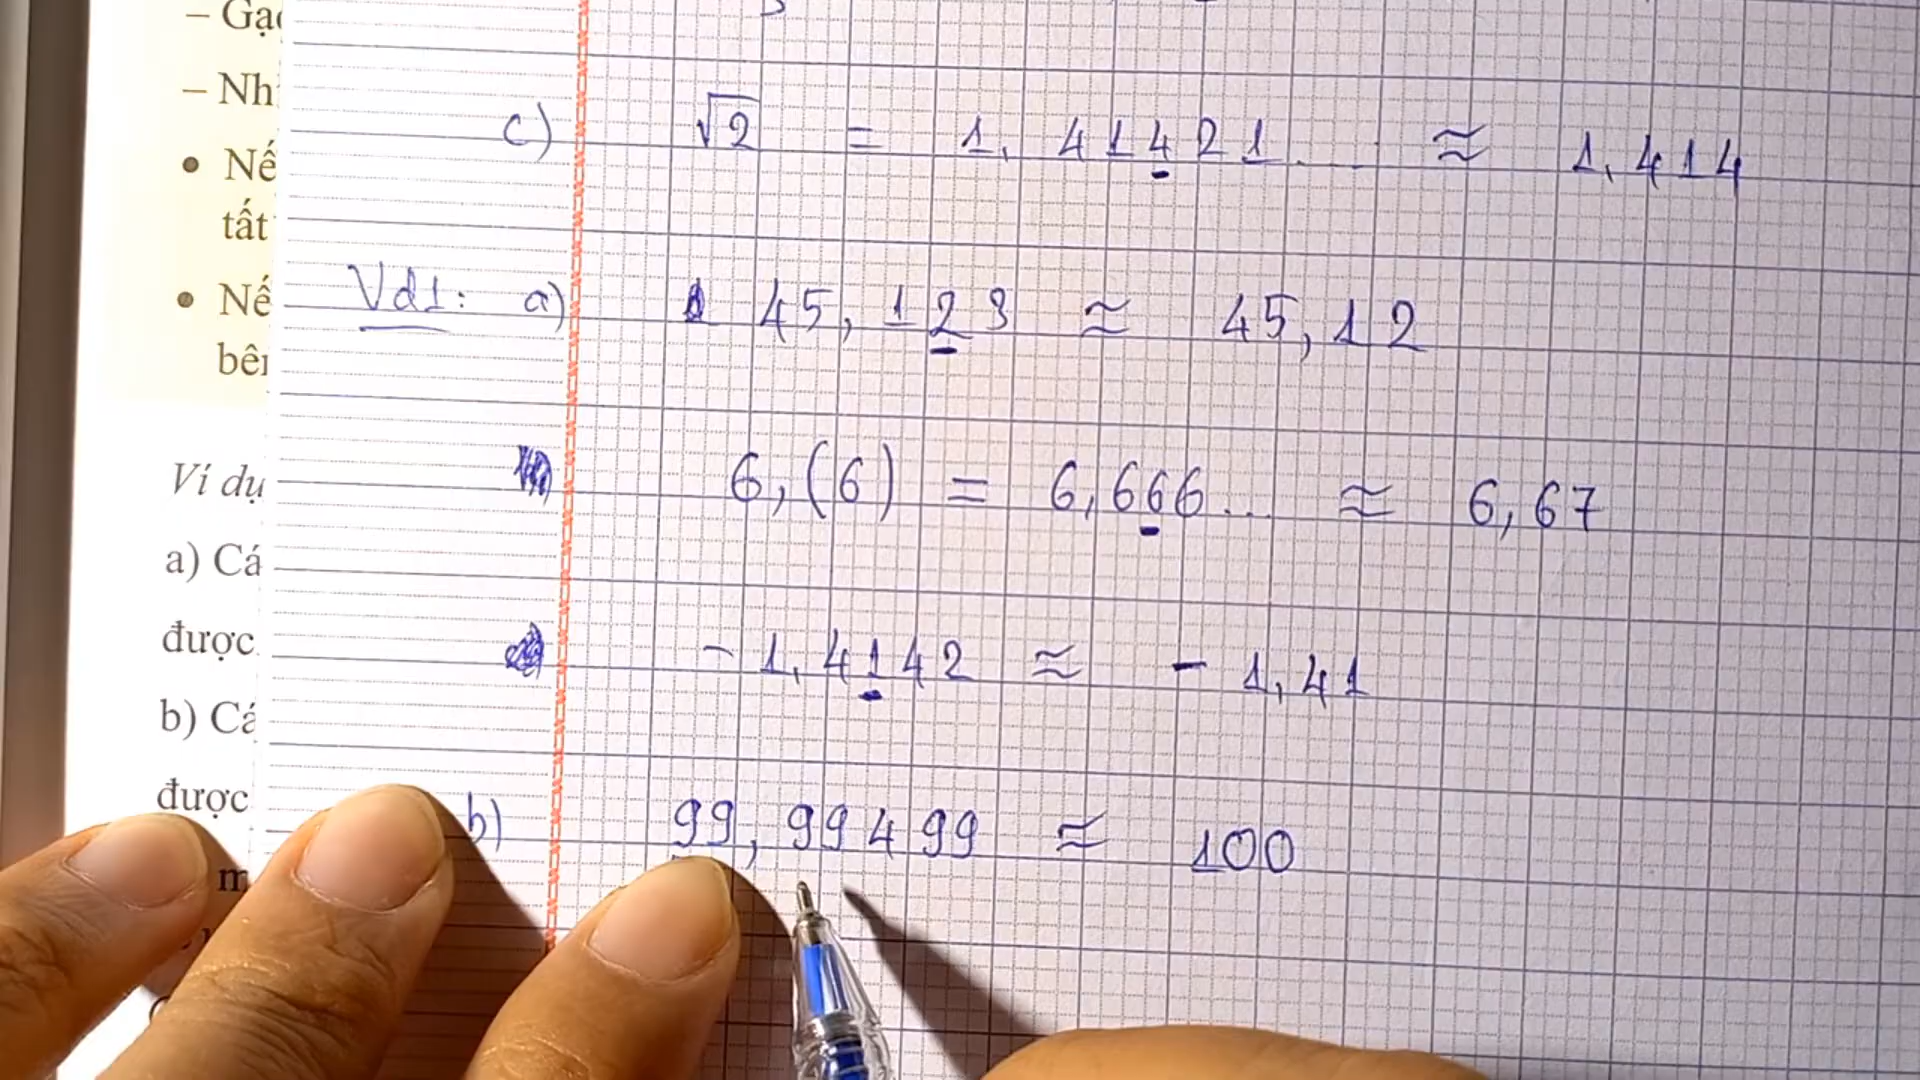 – Gạ
– Nh
• Nế
tất
• Nế
bê
Ví dụ
a) Cá
được
b) Cá
được
m
c) √2 = 1,41421.... ≈ 1,414
Vd1: a) 45,123 ≈ 45,12
6,(6) = 6,666... ≈ 6,67
- 1,4142 ≈ - 1,41
b) 99,99499 ≈ 100